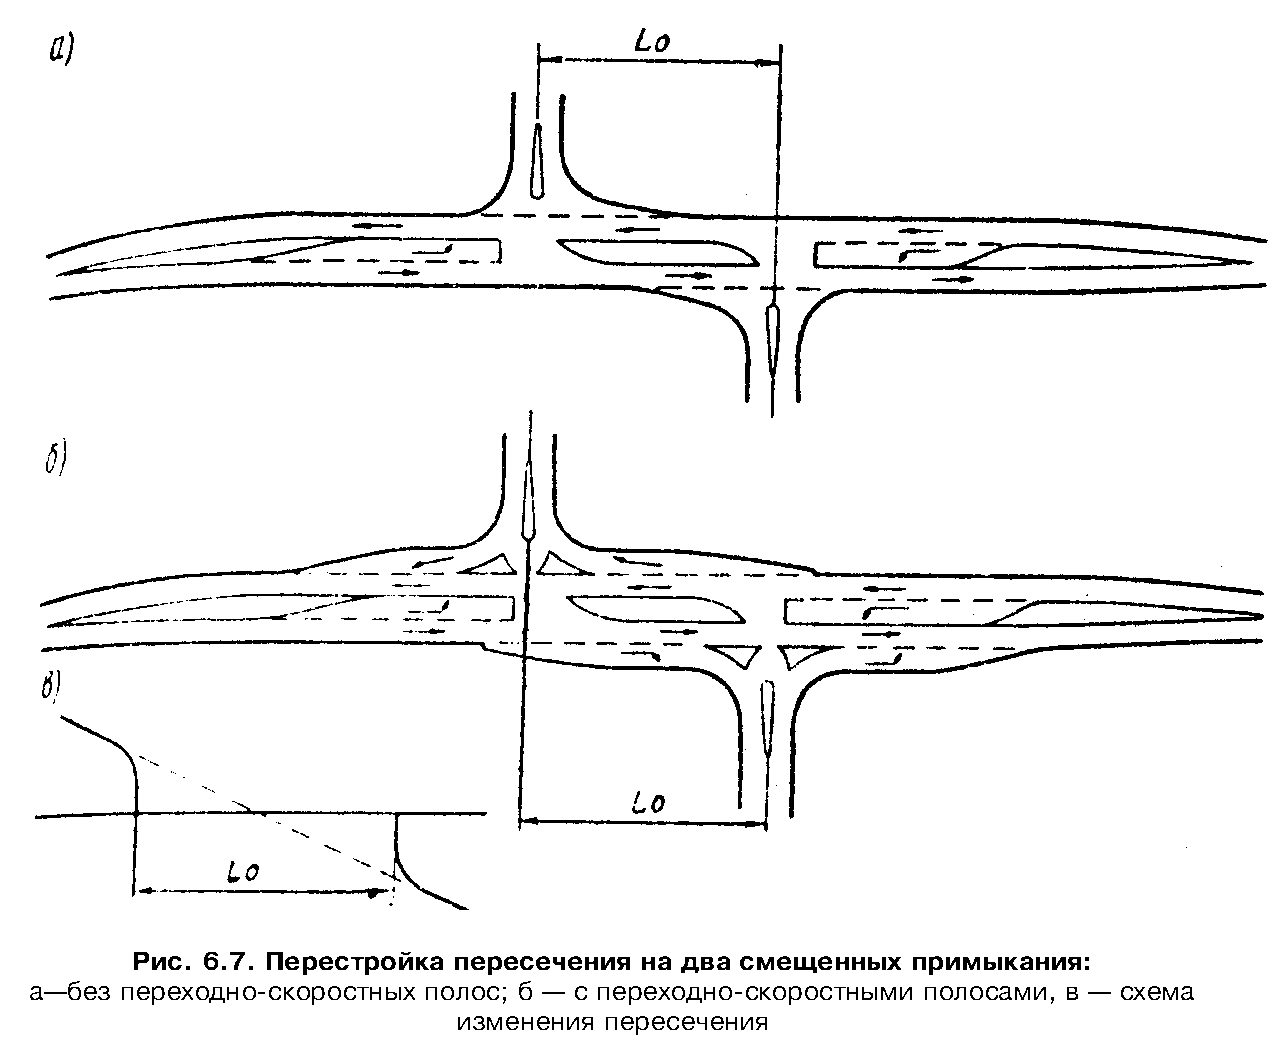 а)
Lo
б)
в)
Lo
Lo
Рис. 6.7. Перестройка пересечения на два смещенных примыкания:
а—без переходно-скоростных полос; б — с переходно-скоростными полосами, в — схема
изменения пересечения